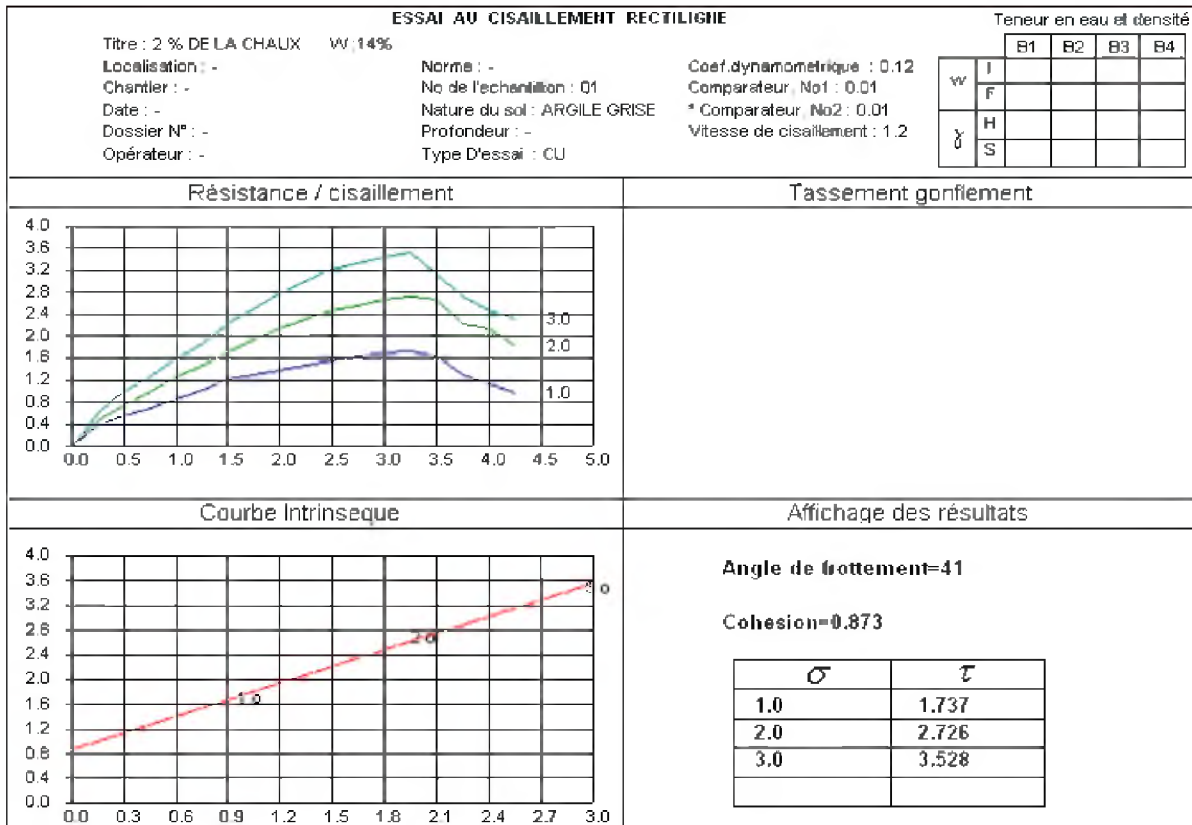 ESSAI AU CISAILLEMENT RECTILIGNE
Teneur en eau et densité
Titre : 2 % DE LA CHAUX W :14%
Localisation : -
Chantier : -
Date : -
Dossier N° : -
Opérateur : -
Norme : -
No de l'echantillion : 01
Nature du sol : ARGILE GRISE
Profondeur : -
Type D'essai : CU
Coef.dynamometrique : 0.12
Comparateur, No1 : 0.01
* Comparateur, No2 : 0.01
Vitesse de cisaillement : 1.2
B1 B2 B3 B4
W I
F
H
S
Résistance / cisaillement
Tassement gonflement
4.0
3.6
3.2
2.8
2.4
2.0
1.6
1.2
0.8
0.4
0.0
3.0
2.0
1.0
0.0 0.5 1.0 1.5 2.0 2.5 3.0 3.5 4.0 4.5 5.0
Courbe Intrinseque
Affichage des résultats
4.0
3.6
3.2
2.8
2.4
2.0
1.6
1.2
0.8
0.4
0.0
1.0
2.0
3.0
0.0 0.3 0.6 0.9 1.2 1.5 1.8 2.1 2.4 2.7 3.0
Angle de frottement=41
Cohesion=0.873
σ τ
1.0 1.737
2.0 2.726
3.0 3.528